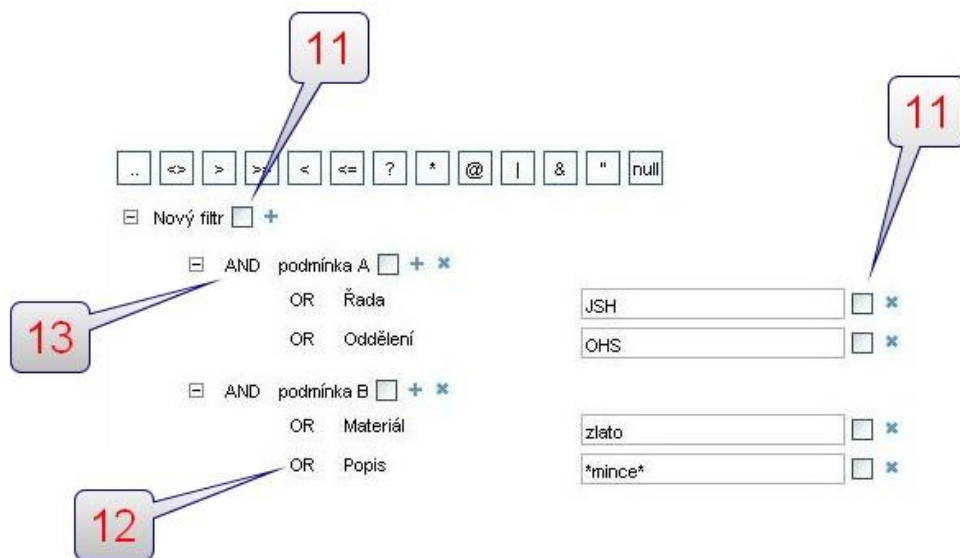 11
11
.. <> > >= < <= ? * @ | & " null
Nový filtr
AND podmínka A
OR Řada JSH
13
OR Oddělení OHS
AND podmínka B
OR Materiál zlato
OR Popis *mince*
12